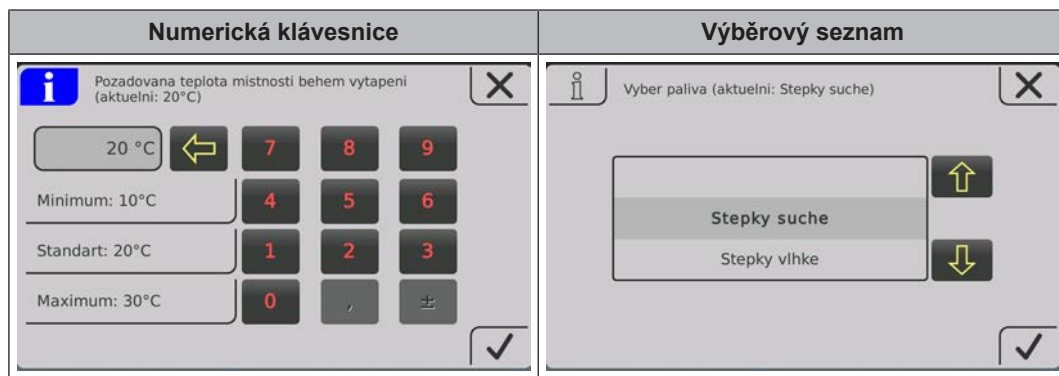 Numerická klávesnice
Výběrový seznam
i
Pozadovana teplota mistnosti behem vytapeni
(aktuelni: 20°C)
20 °C
7
8
9
Minimum: 10°C
4
5
6
Standart: 20°C
1
2
3
Maximum: 30°C
0
,
±
i
Vyber paliva (aktuelni: Stepky suche)
Stepky suche
Stepky vlhke